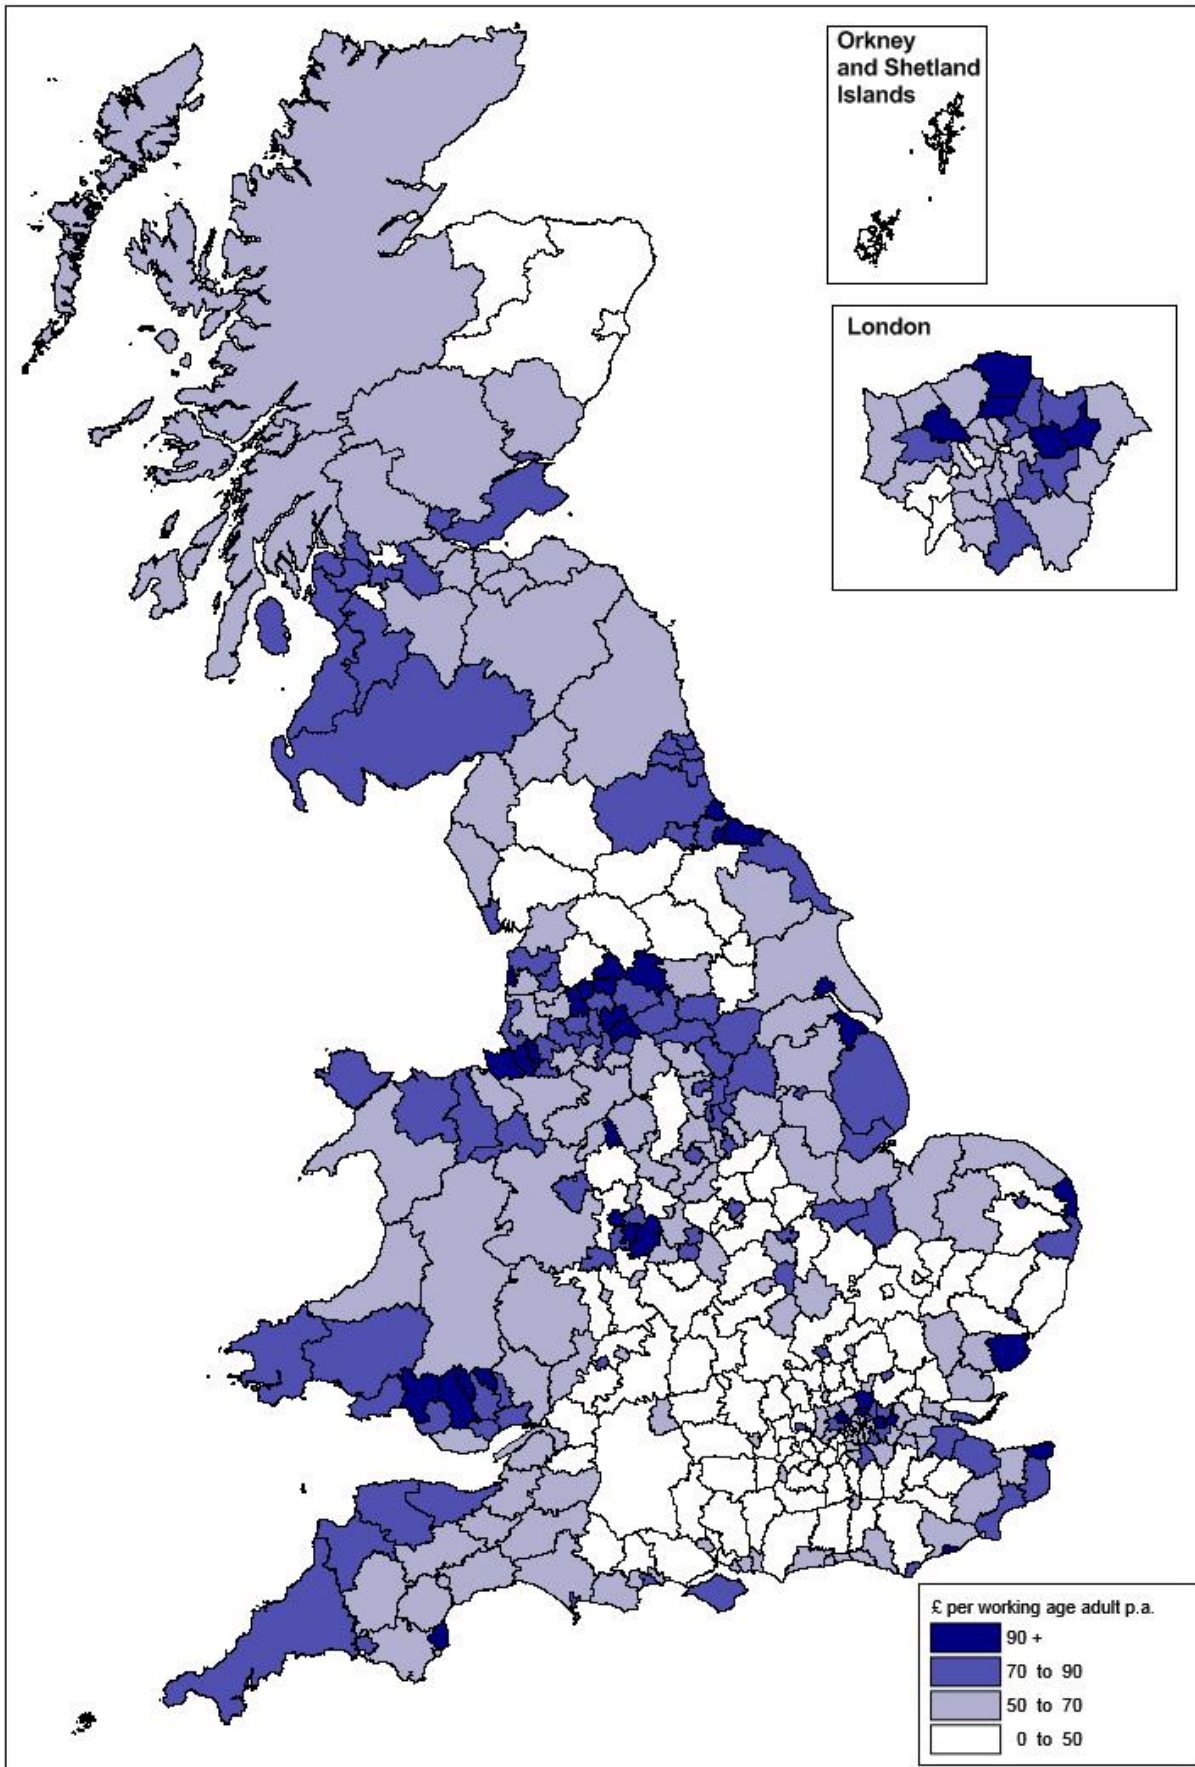 Orkney
and Shetland
Islands
London
£ per working age adult p.a.
90 +
70 to 90
50 to 70
0 to 50